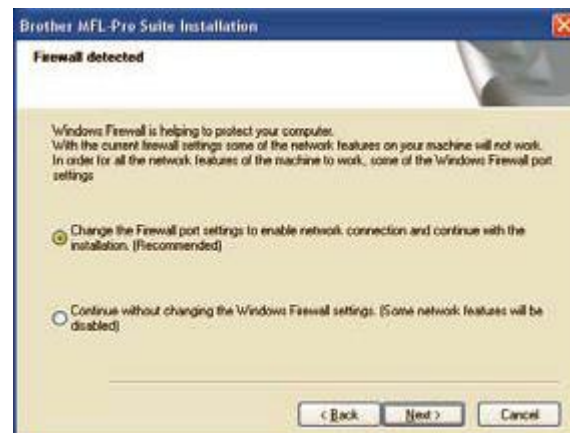 Brother MFL-Pro Suite Installation
Firewall detected
Windows Firewall is helping to protect your computer.
With the current firewall settings some of the network features on your machine will not work.
In order for all the network features of the machine to work, some of the Windows Firewall port
settings
Change the Firewall port settings to enable network connection and continue with the
installation. (Recommended)
Continue without changing the Windows Firewall settings. (Some network features will be
disabled)
< Back
Next >
Cancel